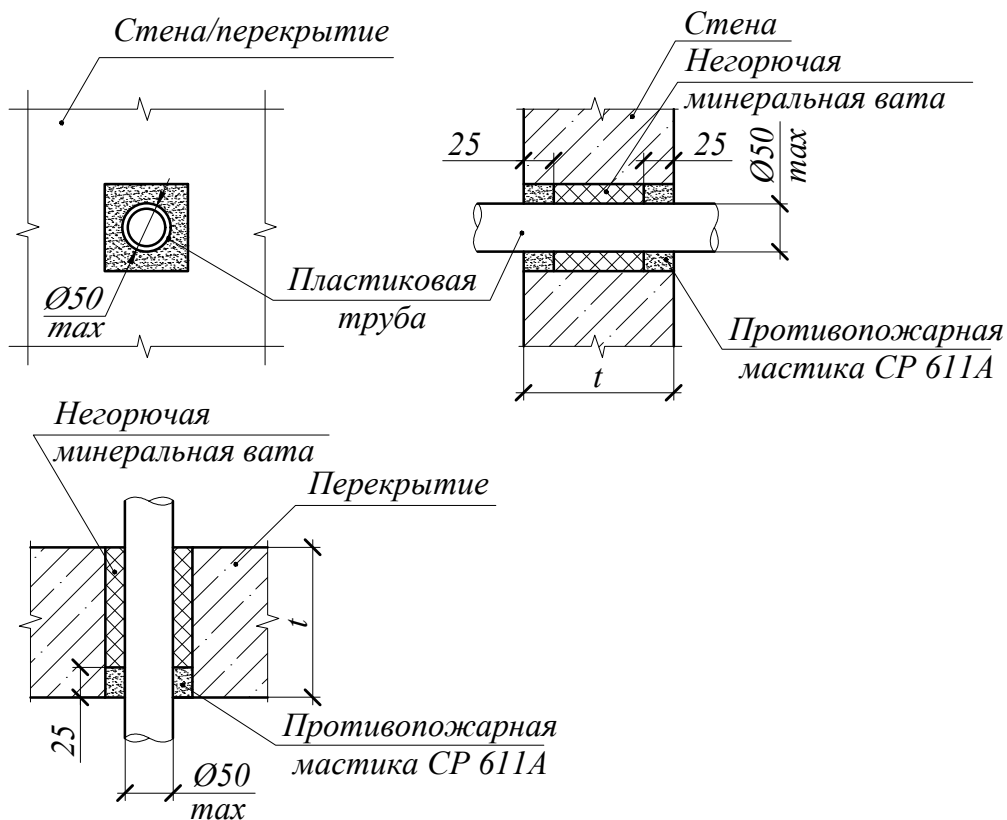 Стена/перекрытие
Ø50
max
Пластиковая
труба
Стена
Негорючая
минеральная вата
25
25
Ø50
max
Противопожарная
мастика CP 611A
t
Негорючая
минеральная вата
Перекрытие
t
25
Противопожарная
мастика CP 611A
Ø50
max